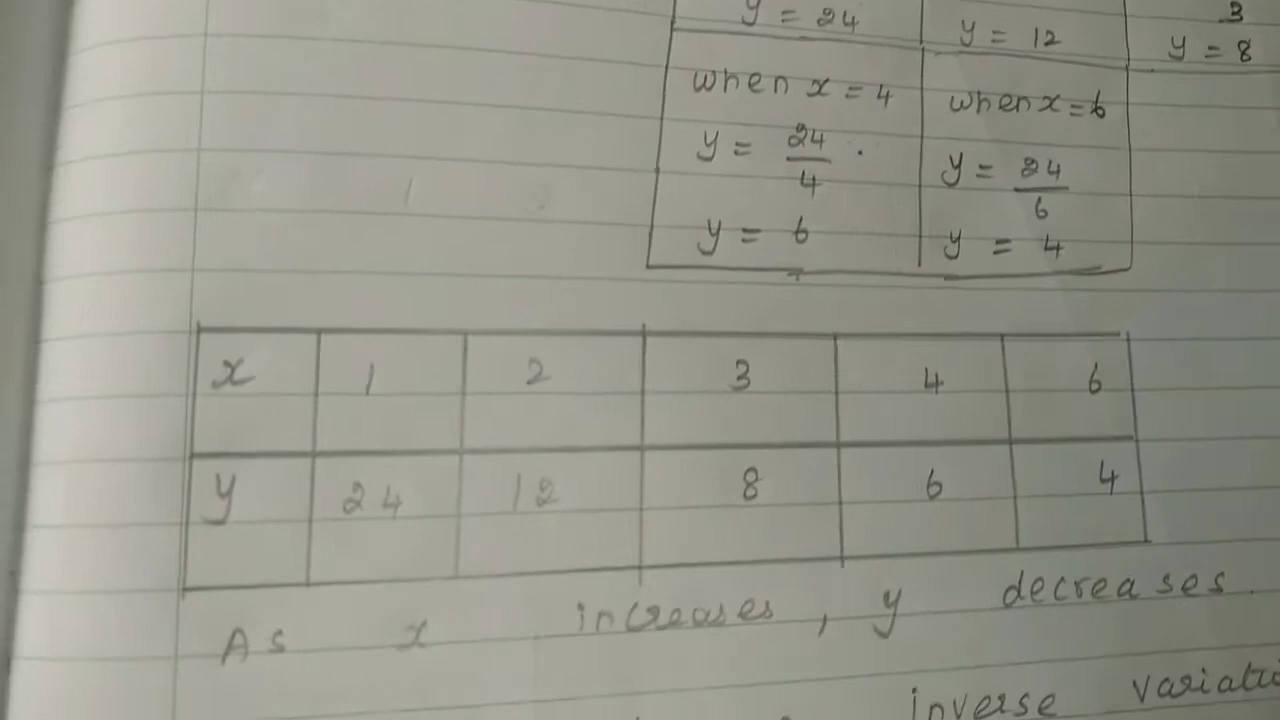 y = 24 y = 12 3
y = 8
when x = 4 when x = 6
y = 24/4 . y = 24/6
y = 6 y = 4
x 1 2 3 4 6
y 24 12 8 6 4
As x increases, y decreases.
inverse